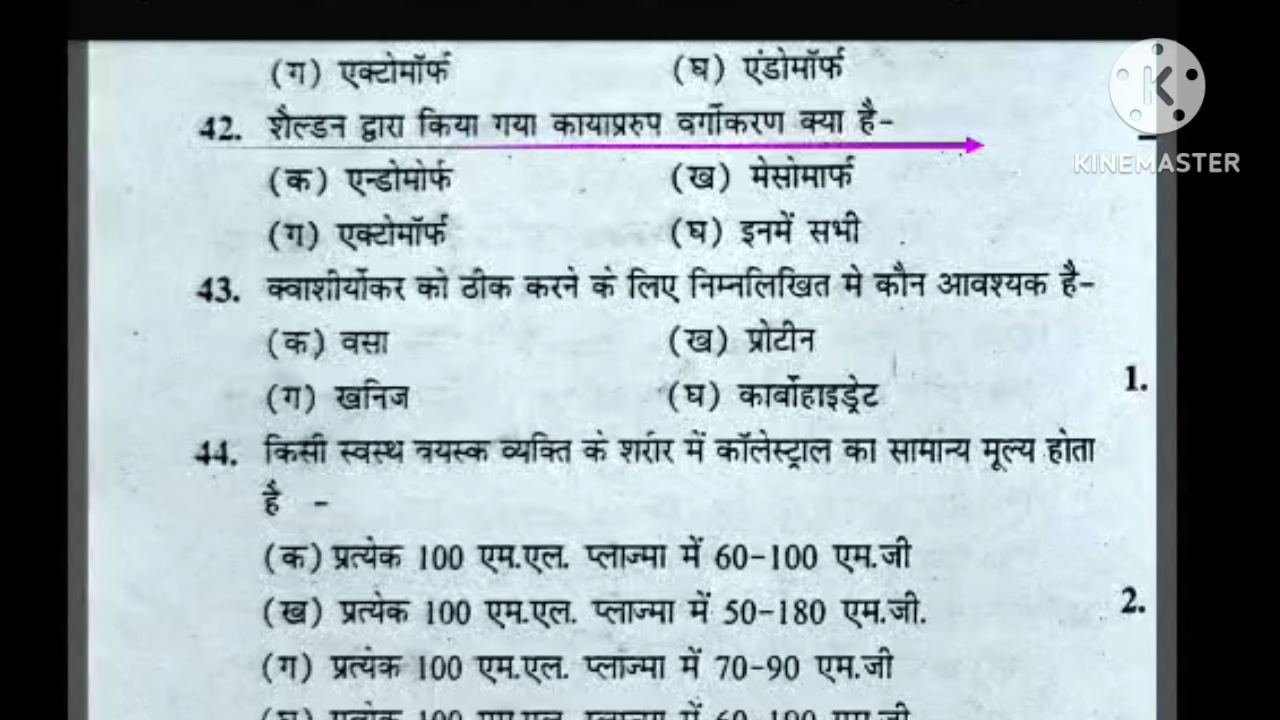 (ग) एक्टोमॉर्फ (घ) एंडोमॉर्फ
42. शैल्डन द्वारा किया गया कायाप्ररुप वर्गीकरण क्या है-
(क) एन्डोमोर्फ (ख) मेसोमार्फ
(ग) एक्टोमॉर्फ (घ) इनमें सभी
43. क्वाशीर्योकर को ठीक करने के लिए निम्नलिखित मे कौन आवश्यक है-
(क) वसा (ख) प्रोटीन
(ग) खनिज (घ) कार्बोहाइड्रेट
1.
44. किसी स्वस्थ वयस्क व्यक्ति के शरीर में कॉलेस्ट्राल का सामान्य मूल्य होता
है -
(क) प्रत्येक 100 एम.एल. प्लाज्मा में 60-100 एम.जी
(ख) प्रत्येक 100 एम.एल. प्लाज्मा में 50-180 एम.जी.
2.
(ग) प्रत्येक 100 एम.एल. प्लाज्मा में 70-90 एम.जी
K
KINEMASTER